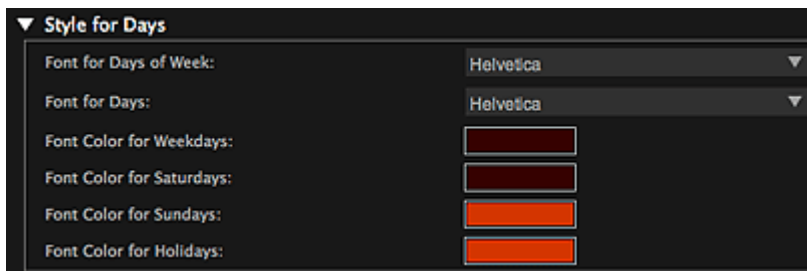 Style for Days
Font for Days of Week: Helvetica
Font for Days: Helvetica
Font Color for Weekdays:
Font Color for Saturdays:
Font Color for Sundays:
Font Color for Holidays: